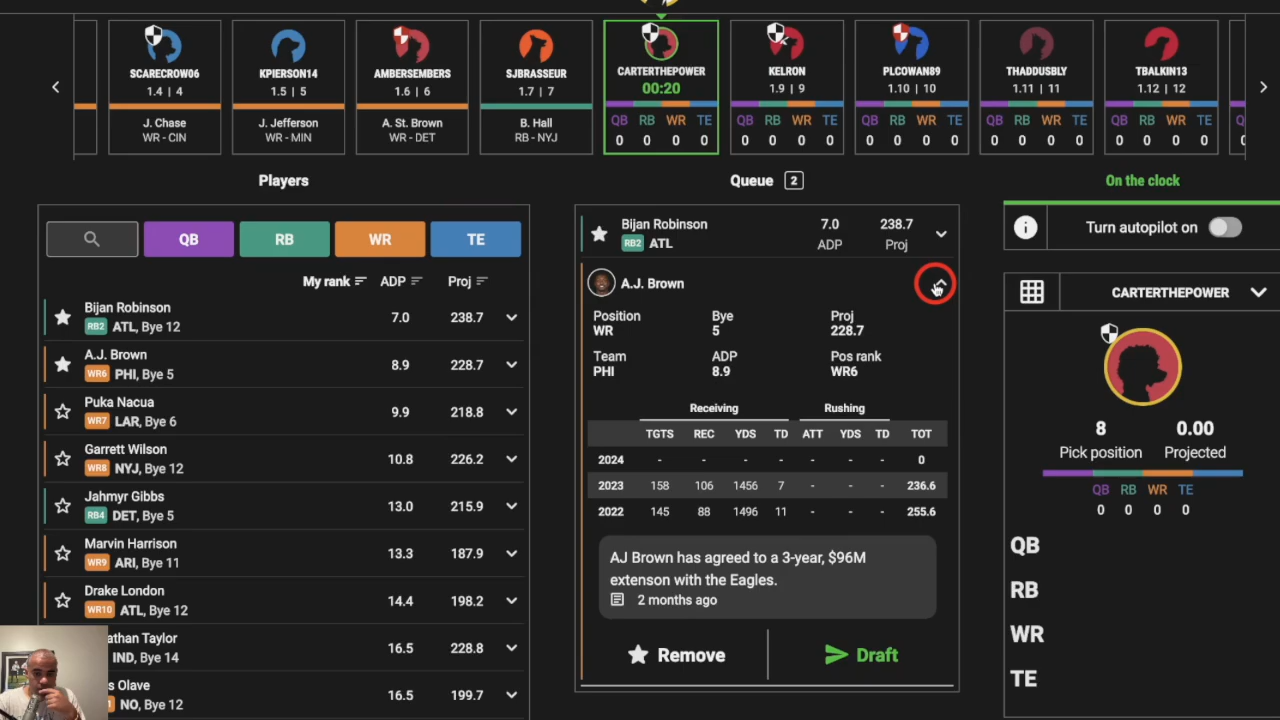 SCARECROW06
1.4 | 4
J. Chase
WR - CIN
KPIERSON14
1.5 | 5
J. Jefferson
WR - MIN
AMBERSEMBERS
1.6 | 6
A. St. Brown
WR - DET
SJBRASSEUR
1.7 | 7
B. Hall
RB - NYJ
CARTERTHEPOWER
00:20
QB RB WR TE
0 0 0 0
KELRON
1.9 | 9
QB RB WR TE
0 0 0 0
PLCOWAN89
1.10 | 10
QB RB WR TE
0 0 0 0
THADDUSBLY
1.11 | 11
QB RB WR TE
0 0 0 0
TBALKIN13
1.12 | 12
QB RB WR TE
0 0 0 0
Players
QB RB WR TE
My rank ADP Proj
Bijan Robinson
RB2 ATL, Bye 12
7.0 238.7
A.J. Brown
WR6 PHI, Bye 5
8.9 228.7
Puka Nacua
WR7 LAR, Bye 6
9.9 218.8
Garrett Wilson
WR8 NYJ, Bye 12
10.8 226.2
Jahmyr Gibbs
RB4 DET, Bye 5
13.0 215.9
Marvin Harrison
WR9 ARI, Bye 11
13.3 187.9
Drake London
WR10 ATL, Bye 12
14.4 198.2
athan Taylor
IND, Bye 14
16.5 228.8
s Olave
NO, Bye 12
16.5 199.7
Queue 2
Bijan Robinson
RB2 ATL
7.0 238.7
ADP Proj
A.J. Brown
Position Bye Proj
WR 5 228.7
Team ADP Pos rank
PHI 8.9 WR6
Receiving Rushing
TGTS REC YDS TD ATT YDS TD TOT
2024 - - - - - - - 0
2023 158 106 1456 7 - - - 236.6
2022 145 88 1496 11 - - - 255.6
AJ Brown has agreed to a 3-year, $96M
extenson with the Eagles.
2 months ago
Remove Draft
On the clock
Turn autopilot on
CARTERTHEPOWER
8 0.00
Pick position Projected
QB RB WR TE
0 0 0 0
QB
RB
WR
TE